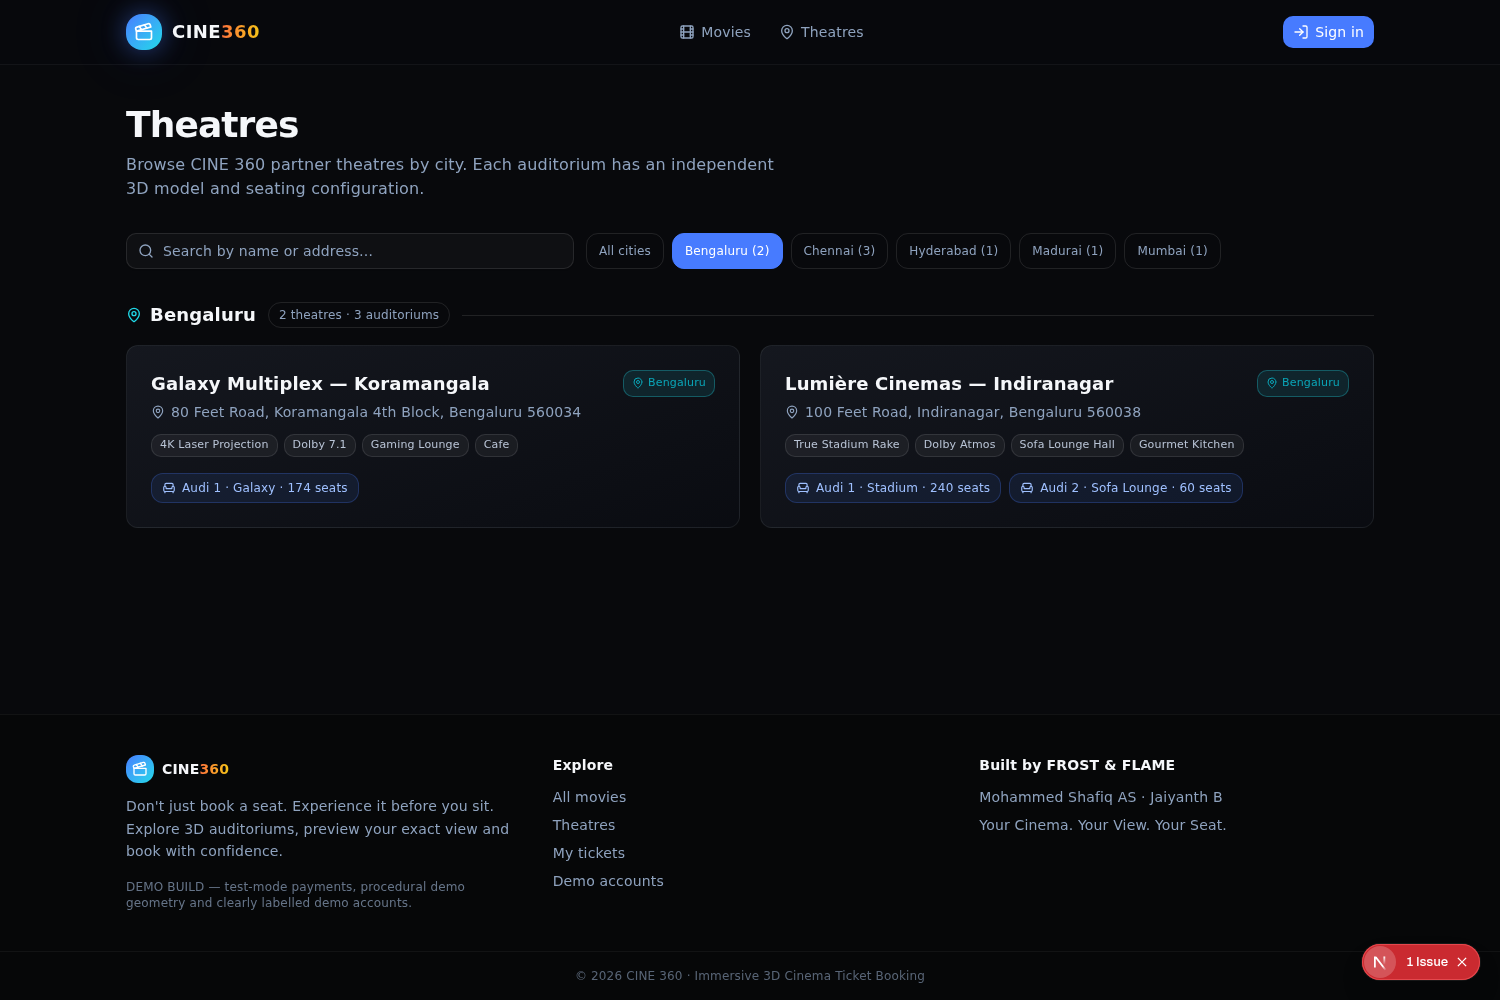 CINE360
Movies
Theatres
Sign in
Theatres
Browse CINE 360 partner theatres by city. Each auditorium has an independent
3D model and seating configuration.
Search by name or address...
All cities
Bengaluru (2)
Chennai (3)
Hyderabad (1)
Madurai (1)
Mumbai (1)
Bengaluru
2 theatres · 3 auditoriums
Galaxy Multiplex — Koramangala
Bengaluru
80 Feet Road, Koramangala 4th Block, Bengaluru 560034
4K Laser Projection
Dolby 7.1
Gaming Lounge
Cafe
Audi 1 · Galaxy · 174 seats
Lumière Cinemas — Indiranagar
Bengaluru
100 Feet Road, Indiranagar, Bengaluru 560038
True Stadium Rake
Dolby Atmos
Sofa Lounge Hall
Gourmet Kitchen
Audi 1 · Stadium · 240 seats
Audi 2 · Sofa Lounge · 60 seats
CINE360
Don't just book a seat. Experience it before you sit.
Explore 3D auditoriums, preview your exact view and
book with confidence.
DEMO BUILD — test-mode payments, procedural demo
geometry and clearly labelled demo accounts.
Explore
All movies
Theatres
My tickets
Demo accounts
Built by FROST & FLAME
Mohammed Shafiq AS · Jaiyanth B
Your Cinema. Your View. Your Seat.
© 2026 CINE 360 · Immersive 3D Cinema Ticket Booking
N
1 Issue